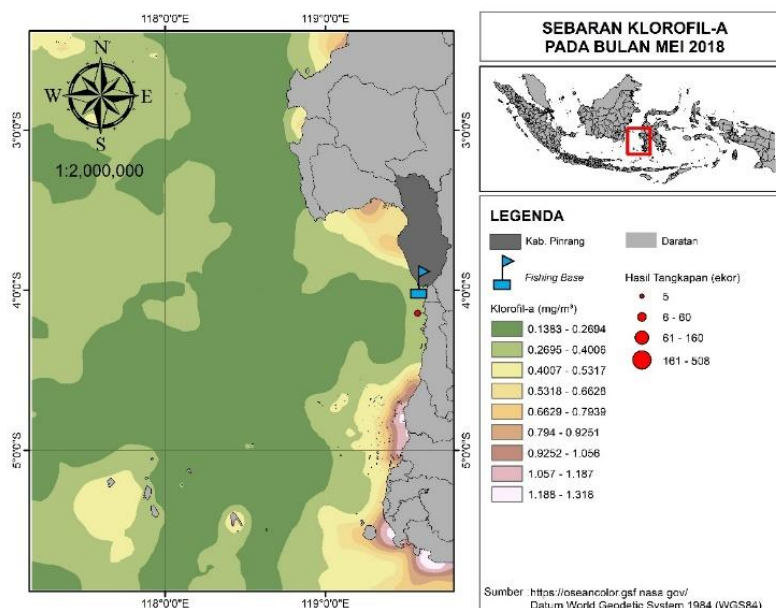 118°0'0"E 119°0'0"E
N
W E
S
1:2,000,000
3°0'0"S 3°0'0"S
4°0'0"S 4°0'0"S
5°0'0"S 5°0'0"S
118°0'0"E 119°0'0"E
SEBARAN KLOROFIL-A
PADA BULAN MEI 2018
LEGENDA
Kab. Pinrang Daratan
Fishing Base Hasil Tangkapan (ekor)
5
6 - 60
61 - 160
161 - 508
Klorofil-a (mg/m³)
0.1383 - 0.2694
0.2695 - 0.4006
0.4007 - 0.5317
0.5318 - 0.6628
0.6629 - 0.7939
0.794 - 0.9251
0.9252 - 1.056
1.057 - 1.187
1.188 - 1.318
Sumber : https://oseancolor.gsf nasa gov/
Datum World Geodetic System 1984 (WGS84)